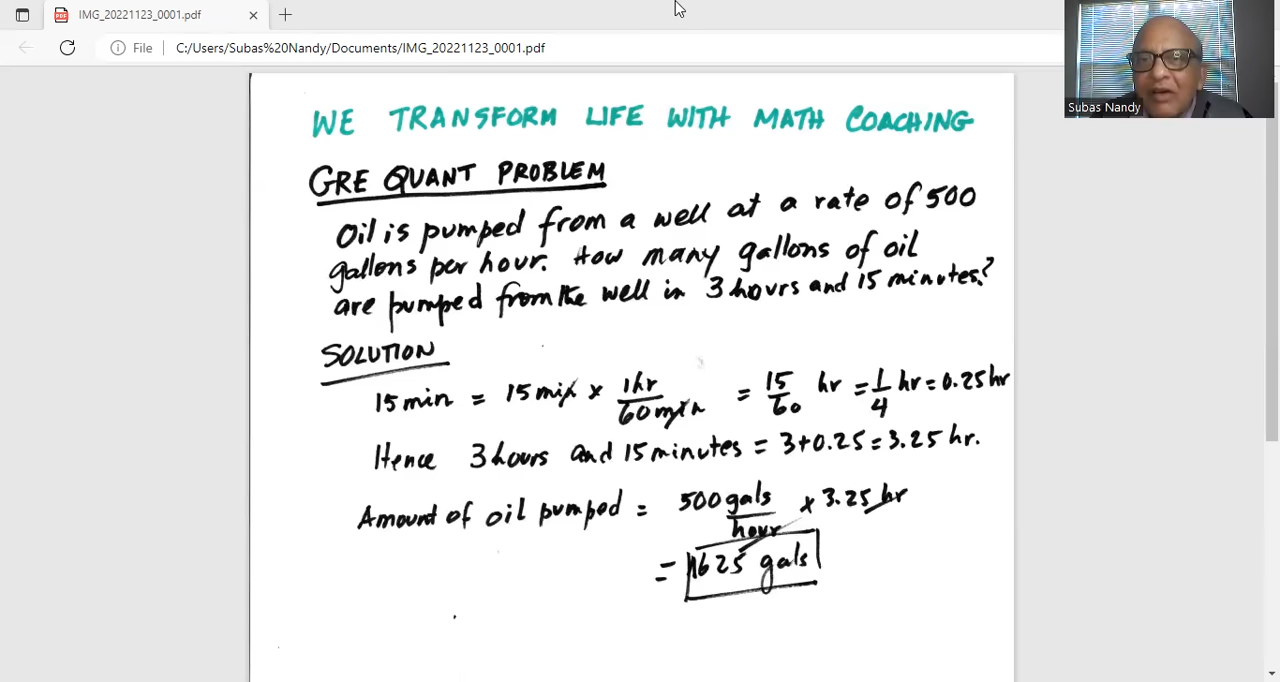 IMG_20221123_0001.pdf
File
C:/Users/Subas%20Nandy/Documents/IMG_20221123_0001.pdf
Subas Nandy
WE TRANSFORM LIFE WITH MATH COACHING
GRE QUANT PROBLEM
Oil is pumped from a well at a rate of 500
gallons per hour. How many gallons of oil
are pumped from the well in 3 hours and 15 minutes?
SOLUTION
15 min = 15 min × 1hr/60 min = 15/60 hr = 1/4 hr = 0.25 hr
Hence 3 hours and 15 minutes = 3+0.25 = 3.25 hr.
Amount of oil pumped = 500 gals/hour × 3.25 hr
= 1625 gals